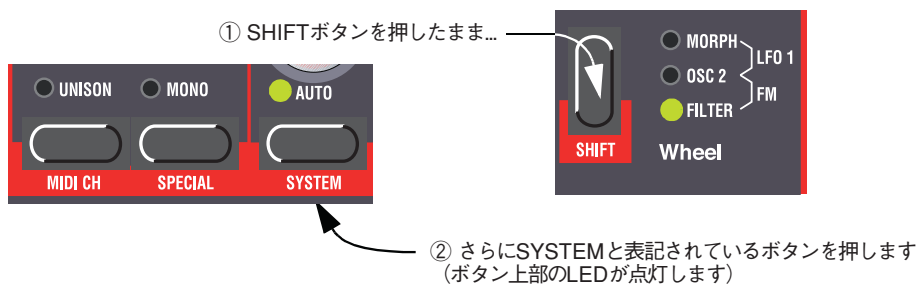 ① SHIFTボタンを押したまま...
MORPH
LFO 1
OSC 2
FM
FILTER
SHIFT
Wheel
UNISON
MONO
AUTO
MIDI CH
SPECIAL
SYSTEM
② さらにSYSTEMと表記されているボタンを押します
(ボタン上部のLEDが点灯します)